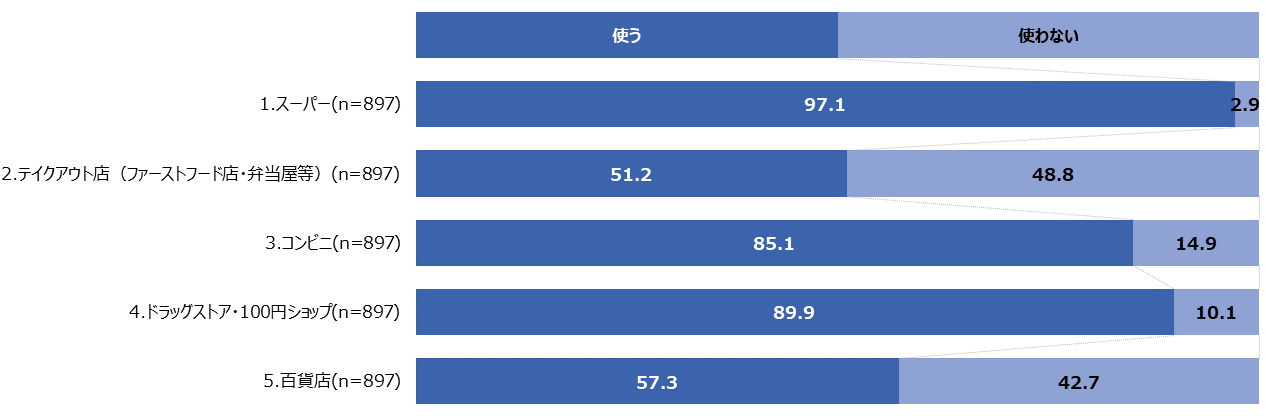 使う 使わない
1.スーパー(n=897) 97.1 2.9
2.テイクアウト店（ファーストフード店・弁当屋等）(n=897) 51.2 48.8
3.コンビニ(n=897) 85.1 14.9
4.ドラッグストア・100円ショップ(n=897) 89.9 10.1
5.百貨店(n=897) 57.3 42.7